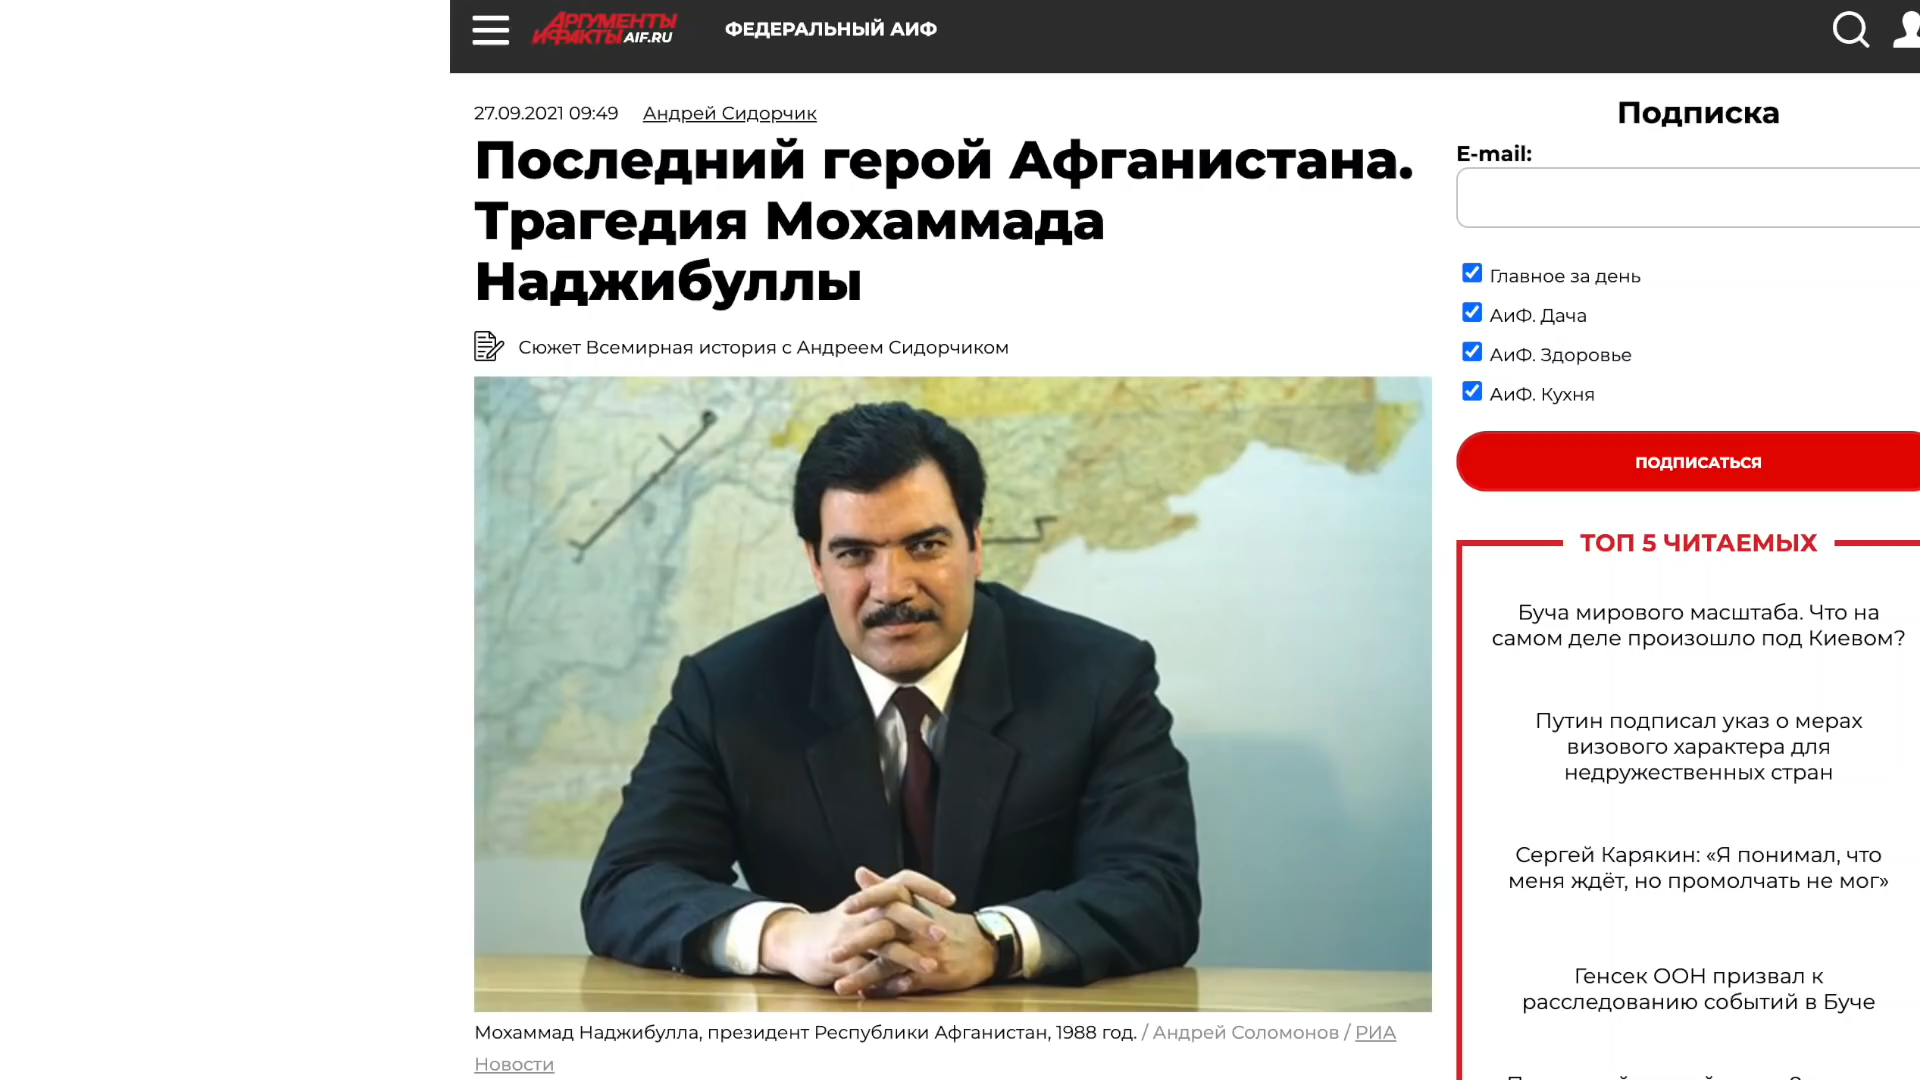 АРГУМЕНТЫ
И ФАКТЫ AIF.RU
ФЕДЕРАЛЬНЫЙ АИФ
27.09.2021 09:49 Андрей Сидорчик
Последний герой Афганистана.
Трагедия Мохаммада
Наджибуллы
Сюжет Всемирная история с Андреем Сидорчиком
Мохаммад Наджибулла, президент Республики Афганистан, 1988 год. / Андрей Соломонов / РИА
Новости
Подписка
E-mail:
Главное за день
АиФ. Дача
АиФ. Здоровье
АиФ. Кухня
ПОДПИСАТЬСЯ
ТОП 5 ЧИТАЕМЫХ
Буча мирового масштаба. Что на
самом деле произошло под Киевом?
Путин подписал указ о мерах
визового характера для
недружественных стран
Сергей Карякин: «Я понимал, что
меня ждёт, но промолчать не мог»
Генсек ООН призвал к
расследованию событий в Буче